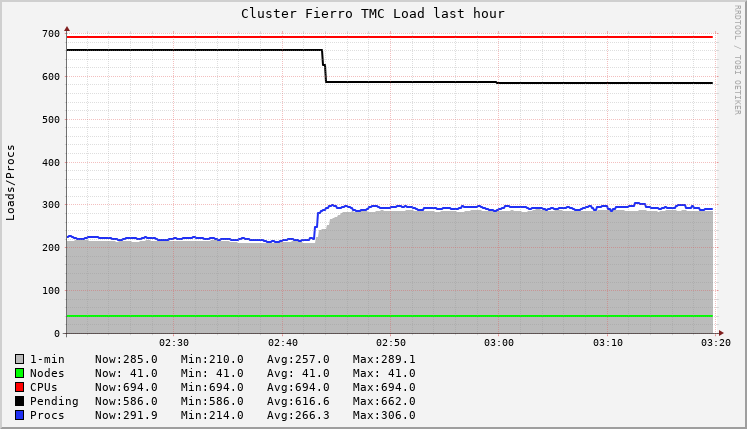 Cluster Fierro TMC Load last hour
RRDTOOL / TOBI OETIKER
Loads/Procs
700
600
500
400
300
200
100
0
02:30 02:40 02:50 03:00 03:10 03:20
1-min Now:285.0 Min:210.0 Avg:257.0 Max:289.1
Nodes Now: 41.0 Min: 41.0 Avg: 41.0 Max: 41.0
CPUs Now:694.0 Min:694.0 Avg:694.0 Max:694.0
Pending Now:586.0 Min:586.0 Avg:616.6 Max:662.0
Procs Now:291.9 Min:214.0 Avg:266.3 Max:306.0